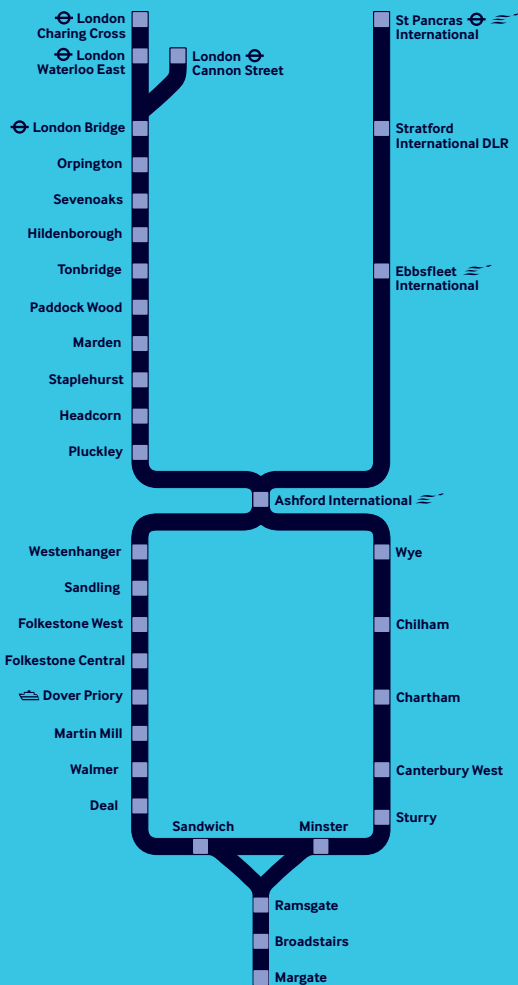 London
Charing Cross
London
Waterloo East
London
Cannon Street
London Bridge
Orpington
Sevenoaks
Hildenborough
Tonbridge
Paddock Wood
Marden
Staplehurst
Headcorn
Pluckley
St Pancras
International
Stratford
International DLR
Ebbsfleet
International
Ashford International
Westenhanger
Sandling
Folkestone West
Folkestone Central
Dover Priory
Martin Mill
Walmer
Deal
Wye
Chilham
Chartham
Canterbury West
Sturry
Sandwich
Minster
Ramsgate
Broadstairs
Margate